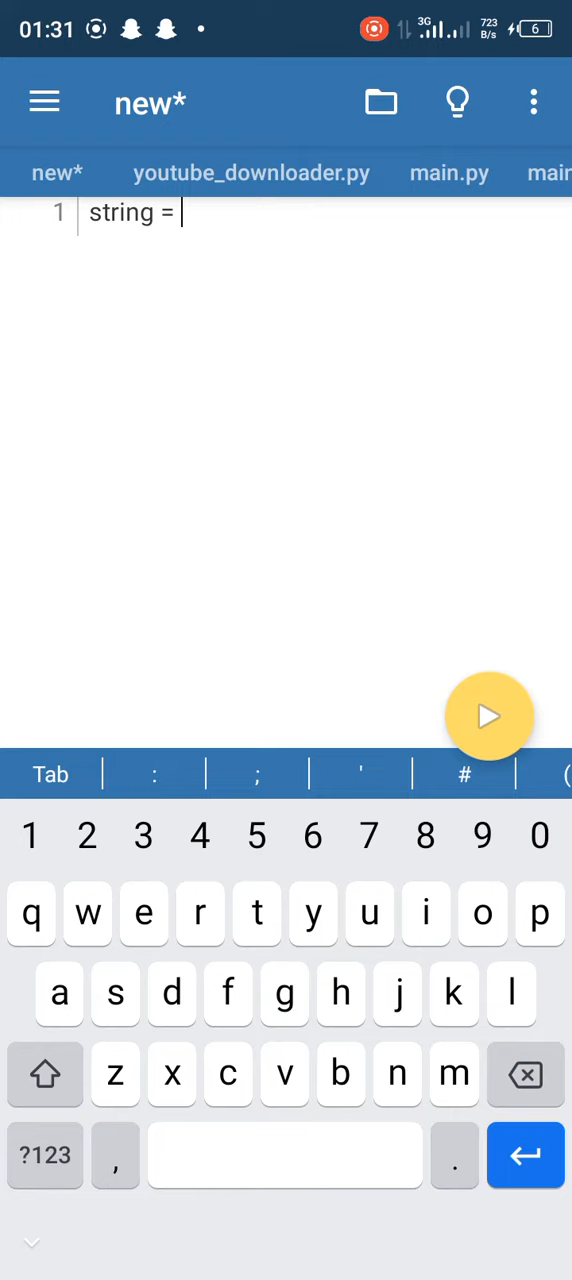 01:31 3G 723 B/s 6
new*
new* youtube_downloader.py main.py mair
1 string =
Tab : ; ' # (
1 2 3 4 5 6 7 8 9 0
q w e r t y u i o p
a s d f g h j k l
z x c v b n m
?123 , .